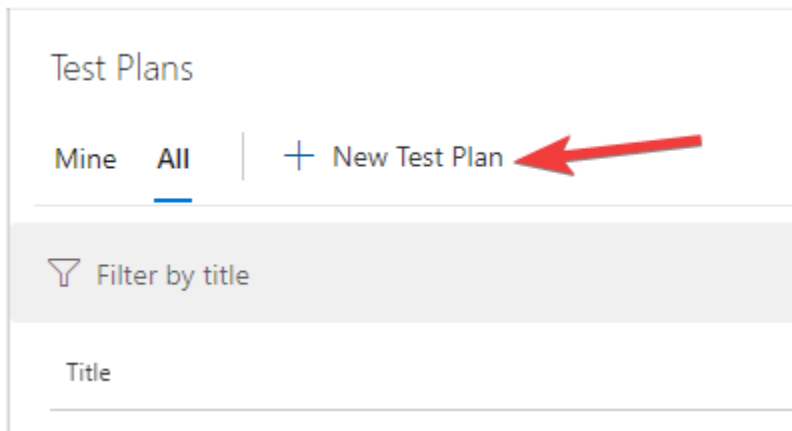 Test Plans
Mine All + New Test Plan
Filter by title
Title